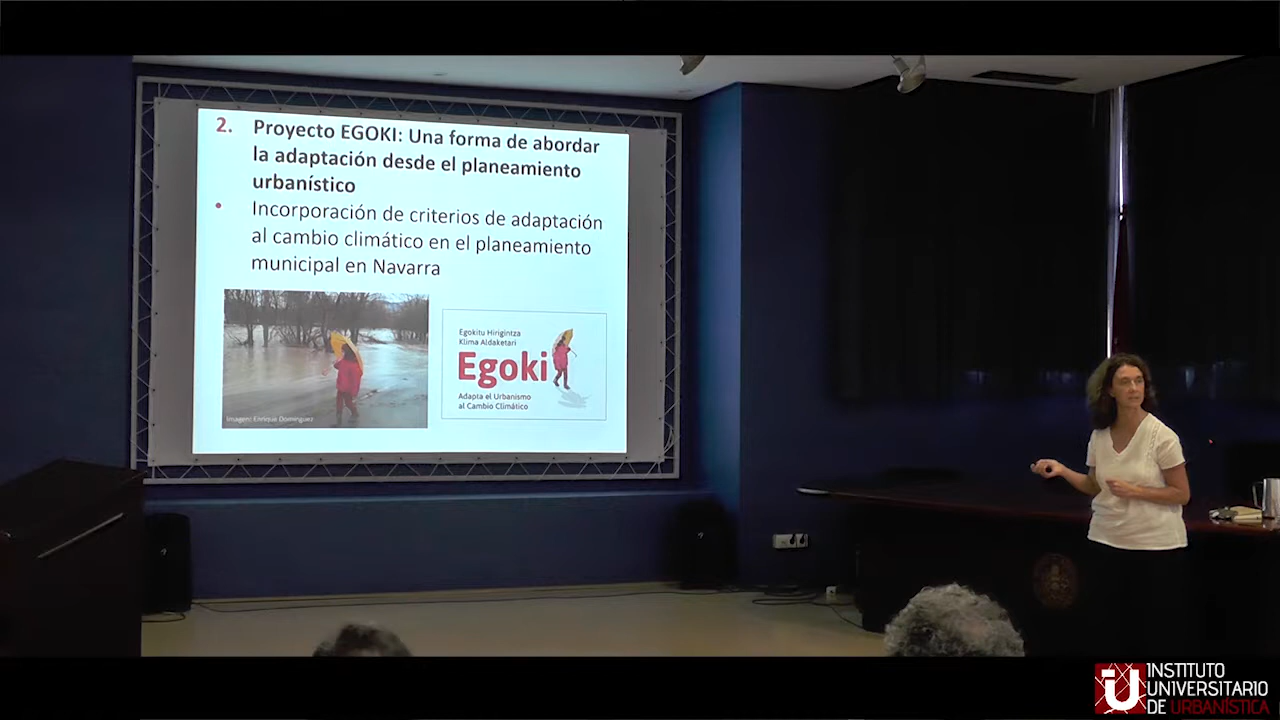 2. Proyecto EGOKI: Una forma de abordar
la adaptación desde el planeamiento
urbanístico
• Incorporación de criterios de adaptación
al cambio climático en el planeamiento
municipal en Navarra
Imagen: Enrique Domínguez
Egokitu Hirigintza
Klima Aldaketari
Egoki
Adapta el Urbanismo
al Cambio Climático
iU
INSTITUTO
UNIVERSITARIO
DE URBANÍSTICA